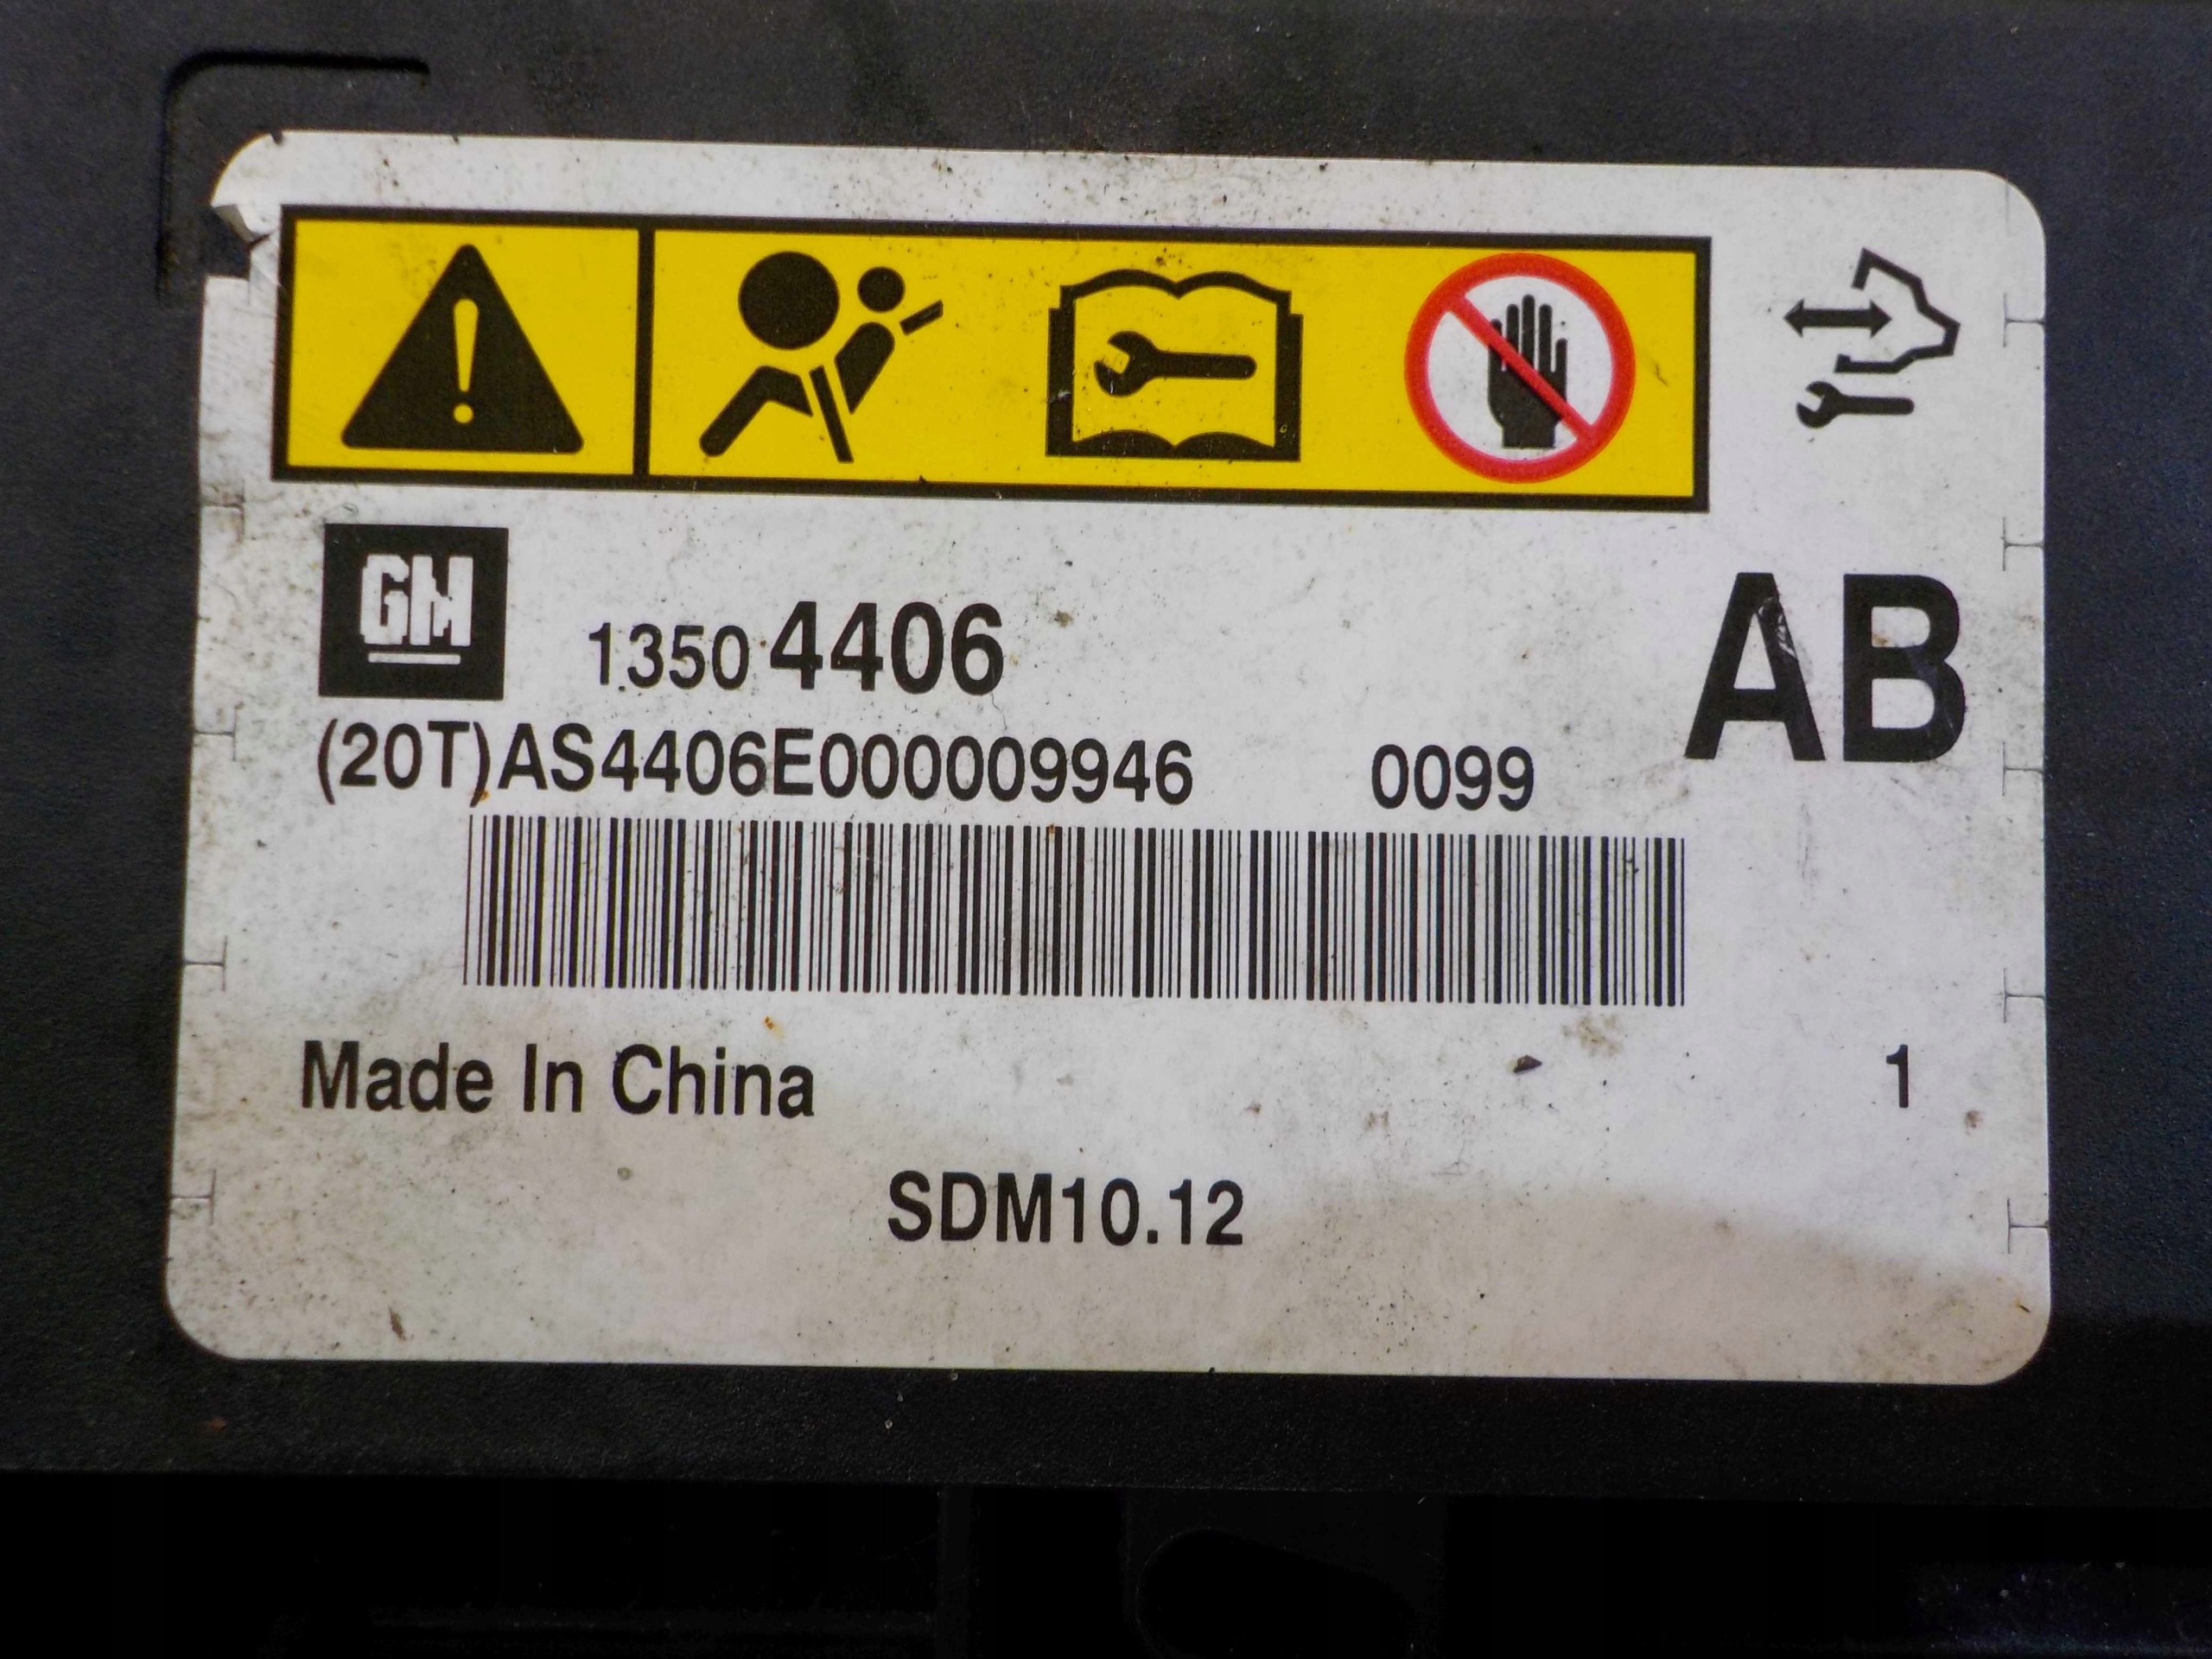 GM
13504406
AB
(20T)AS4406E000009946 0099
Made In China 1
SDM10.12